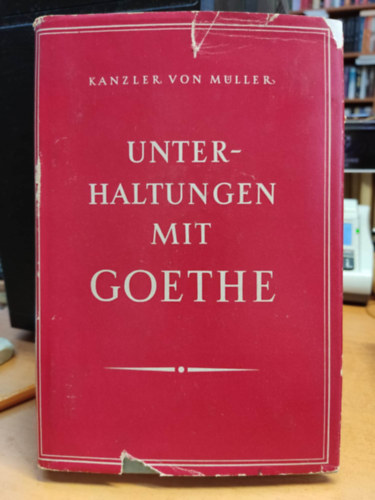 KANZLER VON MÜLLER
UNTER-
HALTUNGEN
MIT
GOETHE